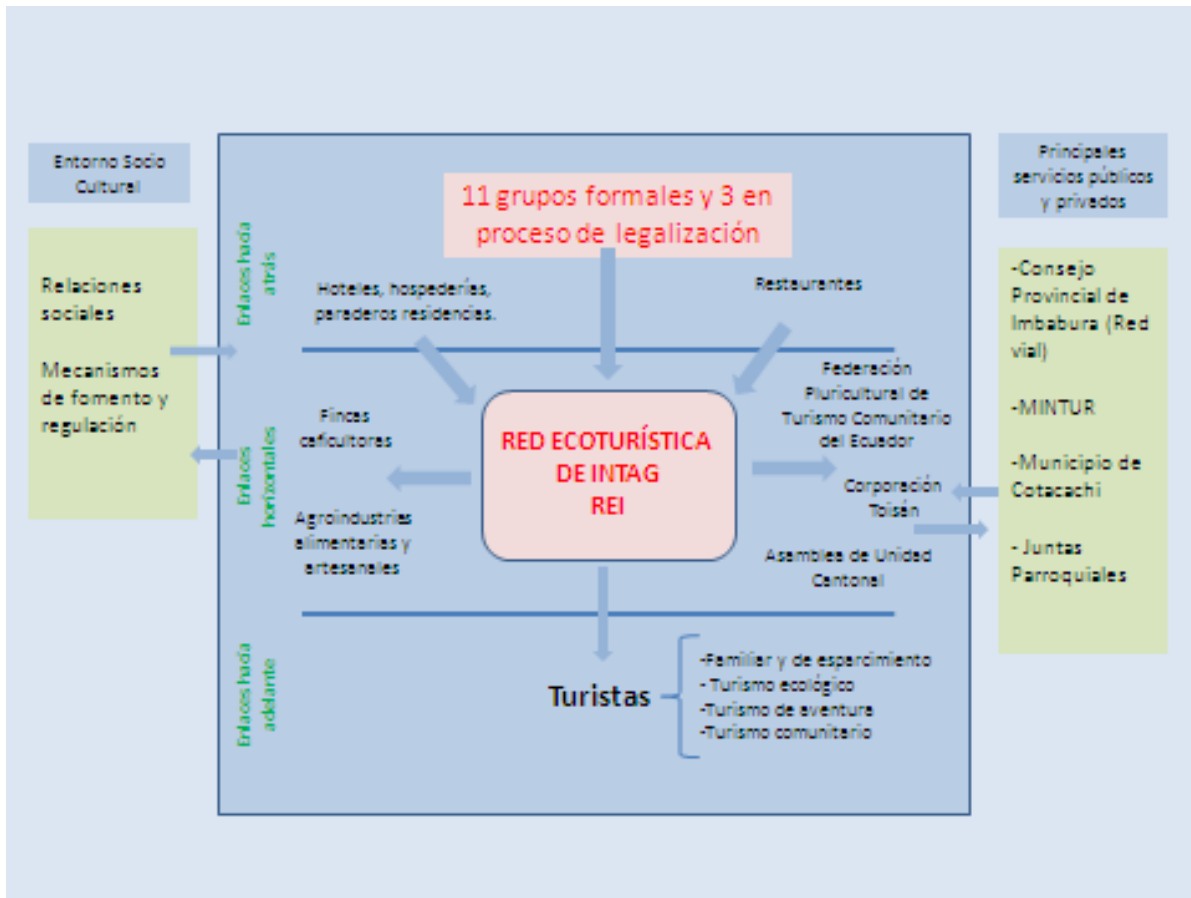 Entorno Socio
Cultural
Relaciones
sociales
Mecanismos
de fomento y
regulación
Enlaces hacia
atrás
11 grupos formales y 3 en
proceso de legalización
Hoteles, hospederías,
paraderos residencias.
Restaurantes
Enlaces
horizontales
Fincas
caficultoras
Agroindustrias
alimentarias y
artesanales
RED ECOTURÍSTICA
DE INTAG
REI
Federación
Pluricultural de
Turismo Comunitario
del Ecuador
Corporación
Toisán
Asamblea de Unidad
Cantonal
Enlaces hacia
adelante
Turistas
-Familiar y de esparcimiento
- Turismo ecológico
-Turismo de aventura
-Turismo comunitario
Principales
servicios públicos
y privados
-Consejo
Provincial de
Imbabura (Red
vial)
-MINTUR
-Municipio de
Cotacachi
- Juntas
Parroquiales